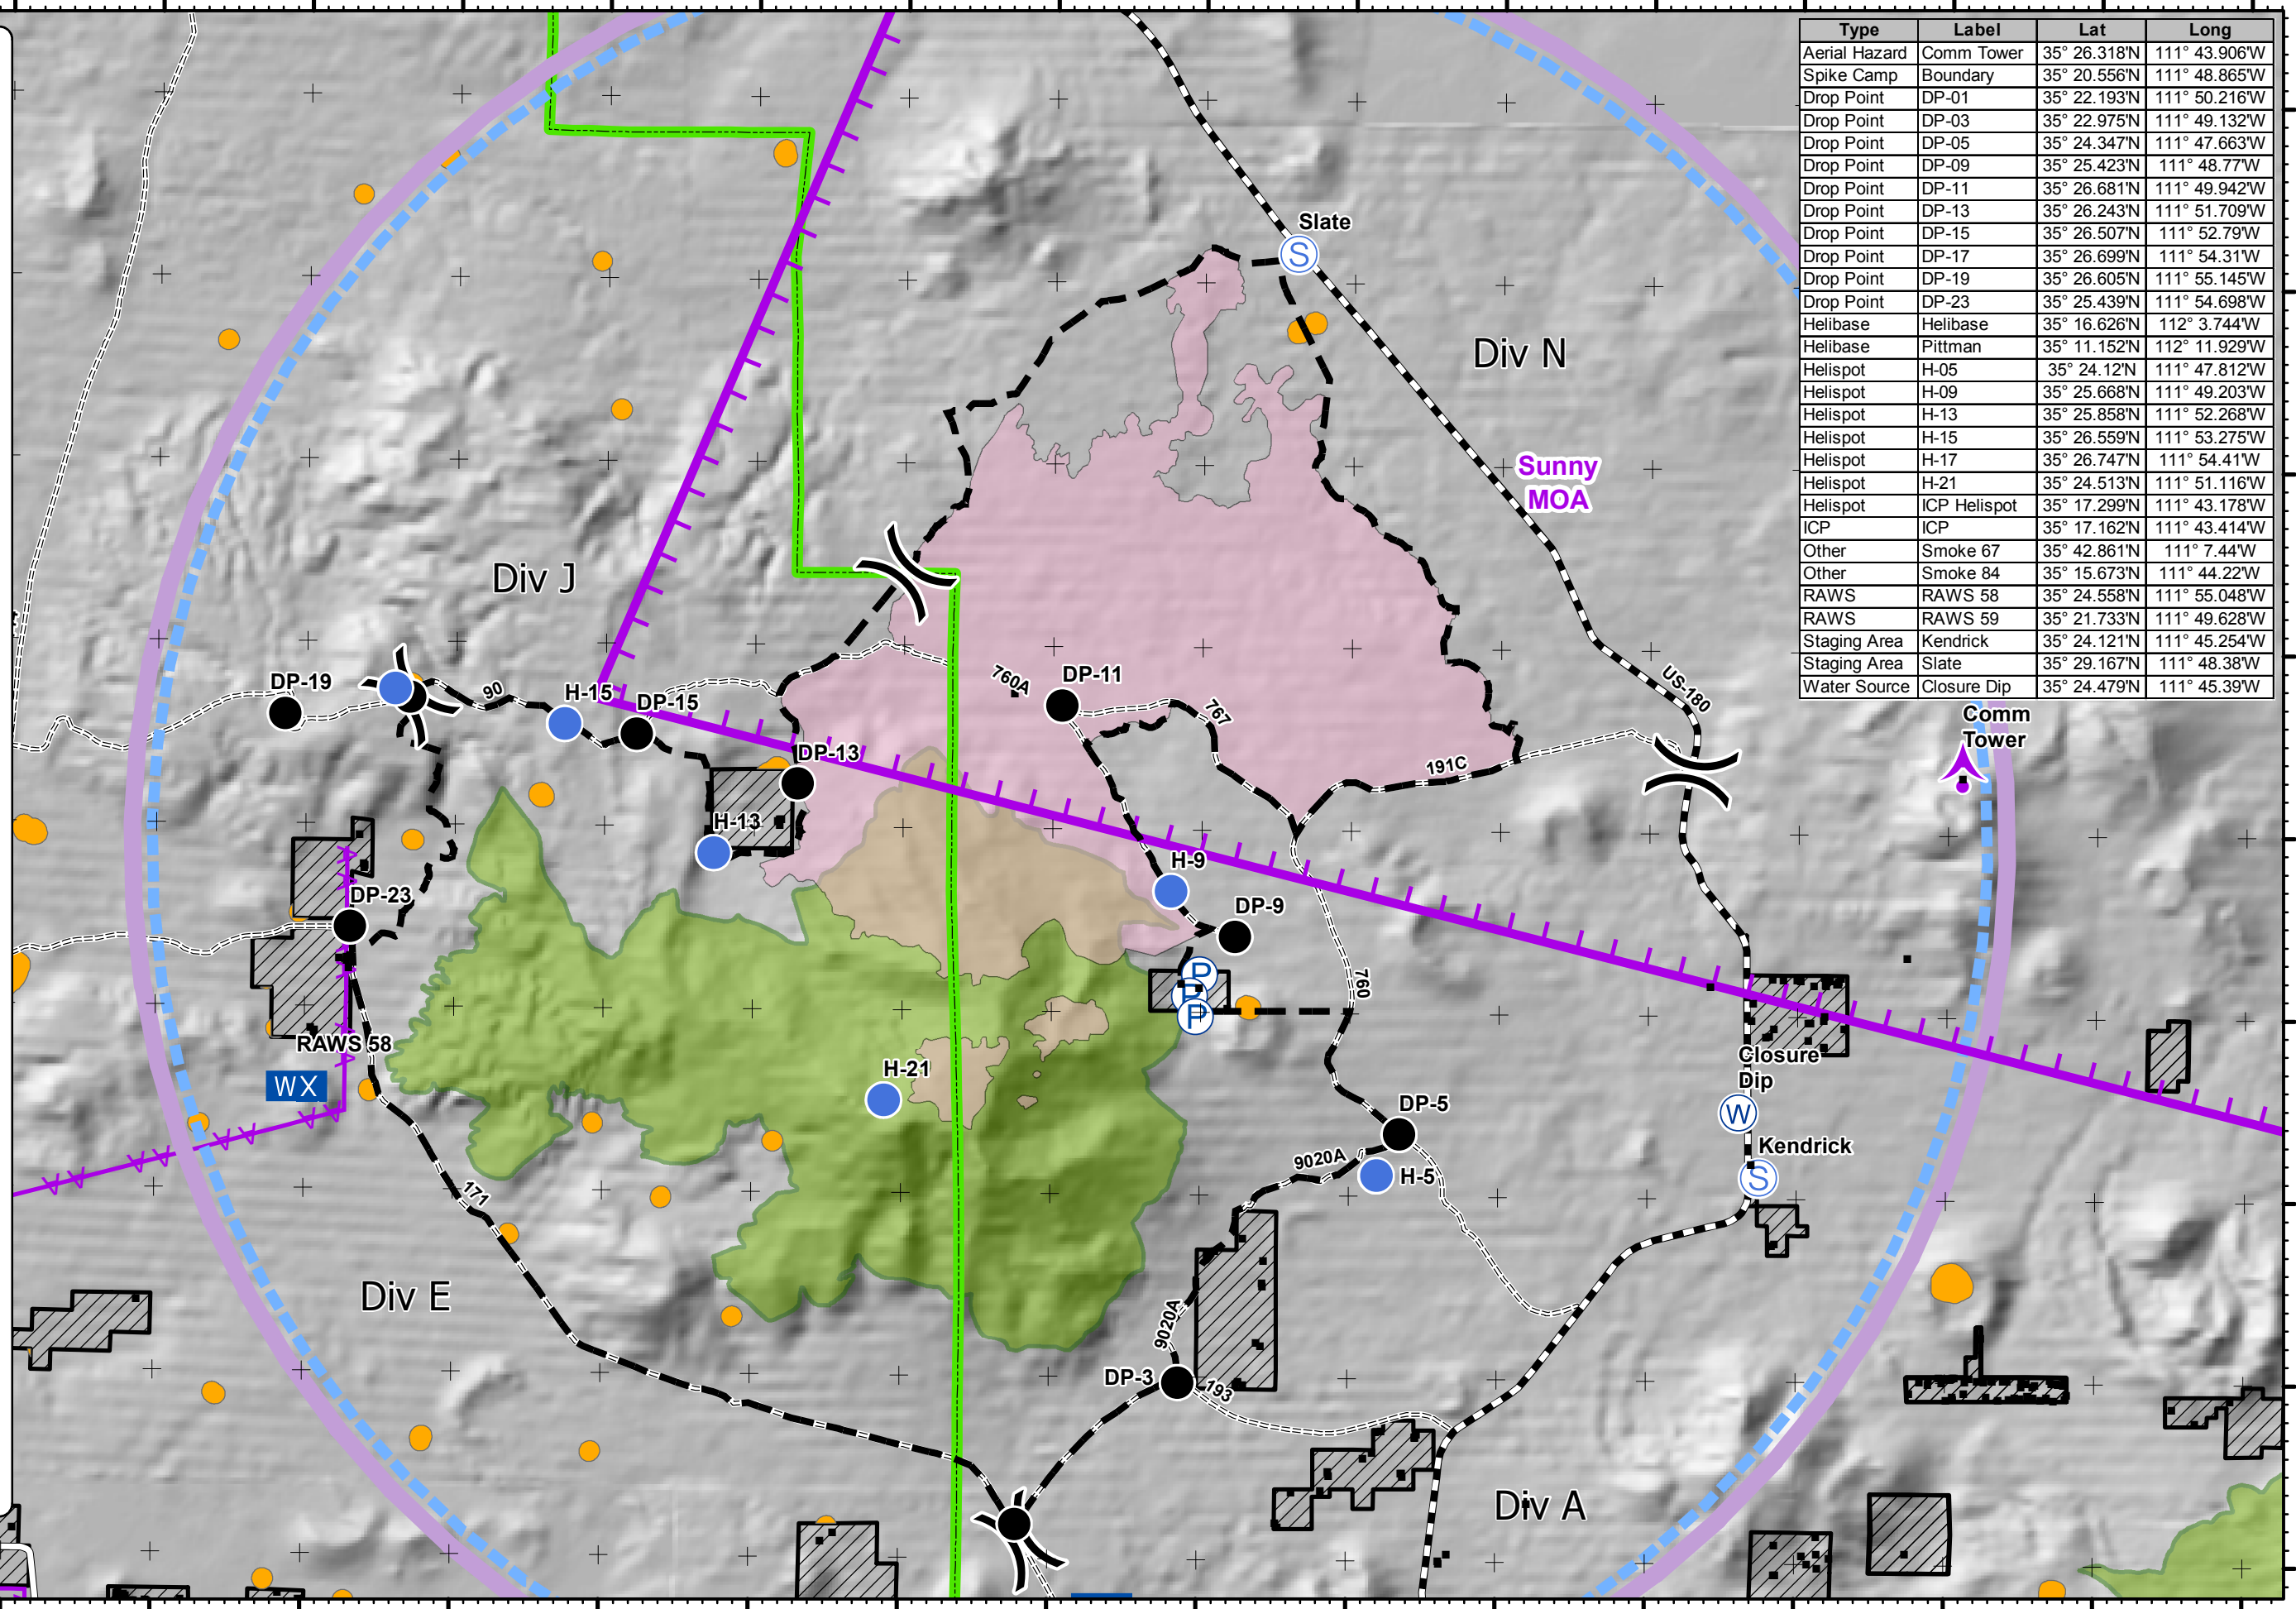 Type Label Lat Long
Aerial Hazard Comm Tower 35° 26.318'N 111° 43.906'W
Spike Camp Boundary 35° 20.556'N 111° 48.865'W
Drop Point DP-01 35° 22.193'N 111° 50.216'W
Drop Point DP-03 35° 22.975'N 111° 49.132'W
Drop Point DP-05 35° 24.347'N 111° 47.663'W
Drop Point DP-09 35° 25.423'N 111° 48.77'W
Drop Point DP-11 35° 26.681'N 111° 49.942'W
Drop Point DP-13 35° 26.243'N 111° 51.709'W
Drop Point DP-15 35° 26.507'N 111° 52.79'W
Drop Point DP-17 35° 26.699'N 111° 54.31'W
Drop Point DP-19 35° 26.605'N 111° 55.145'W
Drop Point DP-23 35° 25.439'N 111° 54.698'W
Helibase Helibase 35° 16.626'N 112° 3.744'W
Helibase Pittman 35° 11.152'N 112° 11.929'W
Helispot H-05 35° 24.12'N 111° 47.812'W
Helispot H-09 35° 25.668'N 111° 49.203'W
Helispot H-13 35° 25.858'N 111° 52.268'W
Helispot H-15 35° 26.559'N 111° 53.275'W
Helispot H-17 35° 26.747'N 111° 54.41'W
Helispot H-21 35° 24.513'N 111° 51.116'W
Helispot ICP Helispot 35° 17.299'N 111° 43.178'W
ICP ICP 35° 17.162'N 111° 43.414'W
Other Smoke 67 35° 42.861'N 111° 7.44'W
Other Smoke 84 35° 15.673'N 111° 44.22'W
RAWS RAWS 58 35° 24.558'N 111° 55.048'W
RAWS RAWS 59 35° 21.733'N 111° 49.628'W
Staging Area Kendrick 35° 24.121'N 111° 45.254'W
Staging Area Slate 35° 29.167'N 111° 48.38'W
Water Source Closure Dip 35° 24.479'N 111° 45.39'W
Slate
S
Div N
Sunny
MOA
Div J
DP-19
90
H-15
DP-15
760A
DP-11
767
US-180
191C
Comm
Tower
DP-13
H-13
H-9
DP-23
DP-9
P
P
P
760
RAWS 58
WX
H-21
Closure
Dip
W
DP-5
Kendrick
S
9020A
H-5
171
Div E
9020A
DP-3
193
Div A